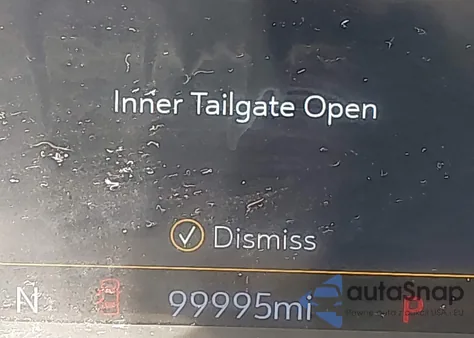 Inner Tailgate Open
Dismiss
N 99995mi P
autoSnap